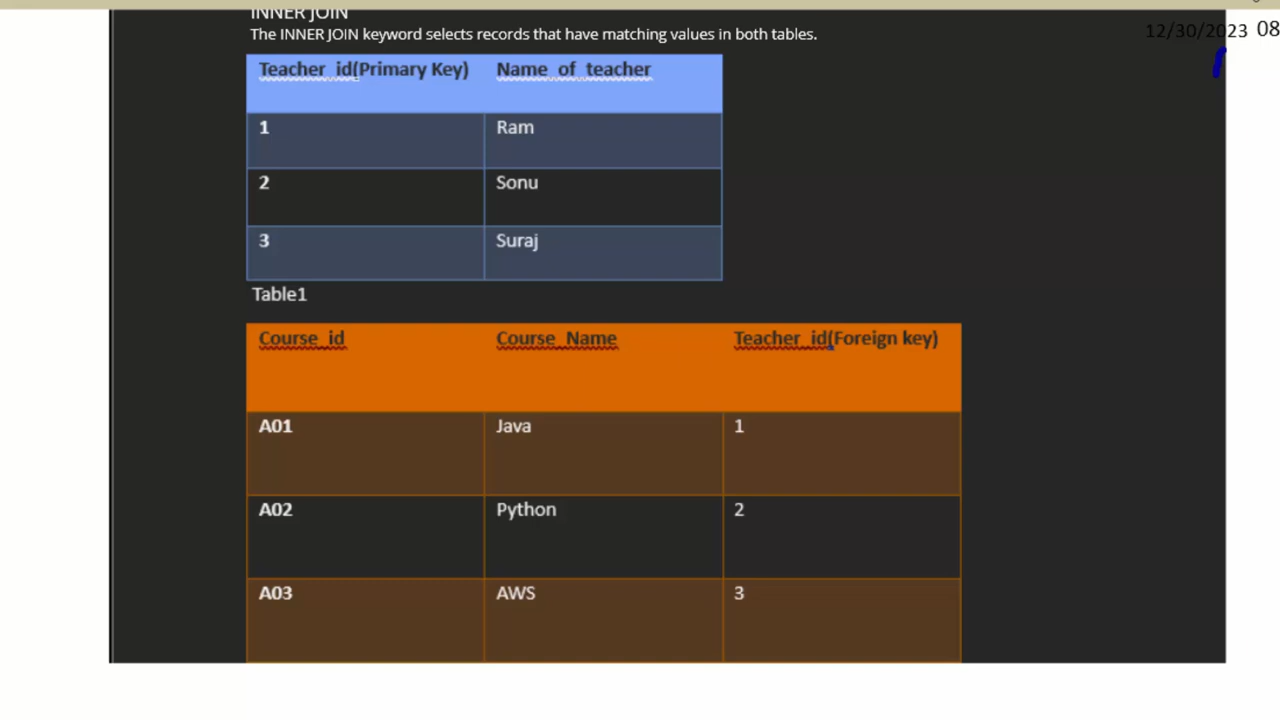 INNER JOIN
12/30/2023 08
The INNER JOIN keyword selects records that have matching values in both tables.
Teacher_id(Primary Key) Name_of_teacher
1 Ram
2 Sonu
3 Suraj
Table1
Course_id Course_Name Teacher_id(Foreign key)
A01 Java 1
A02 Python 2
A03 AWS 3